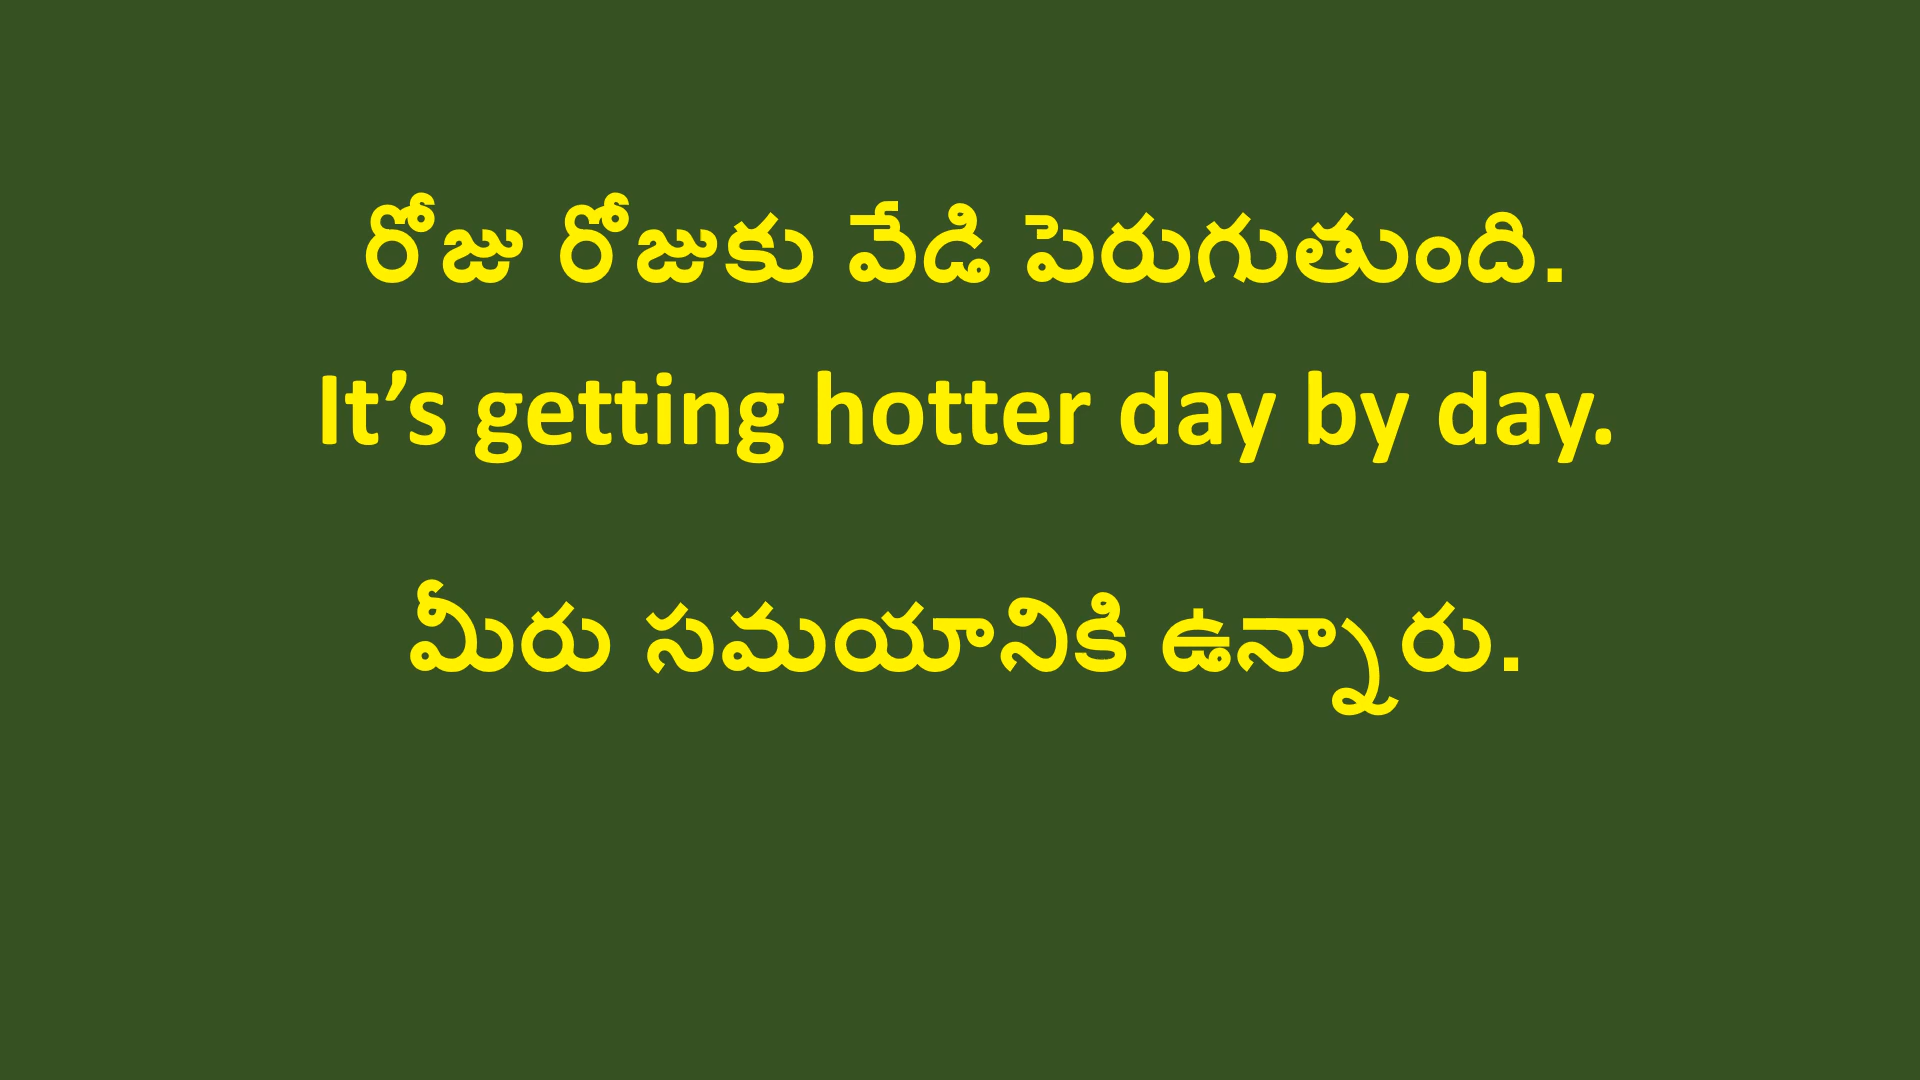 రోజు రోజుకు వేడి పెరుగుతుంది.
It’s getting hotter day by day.
మీరు సమయానికి ఉన్నారు.